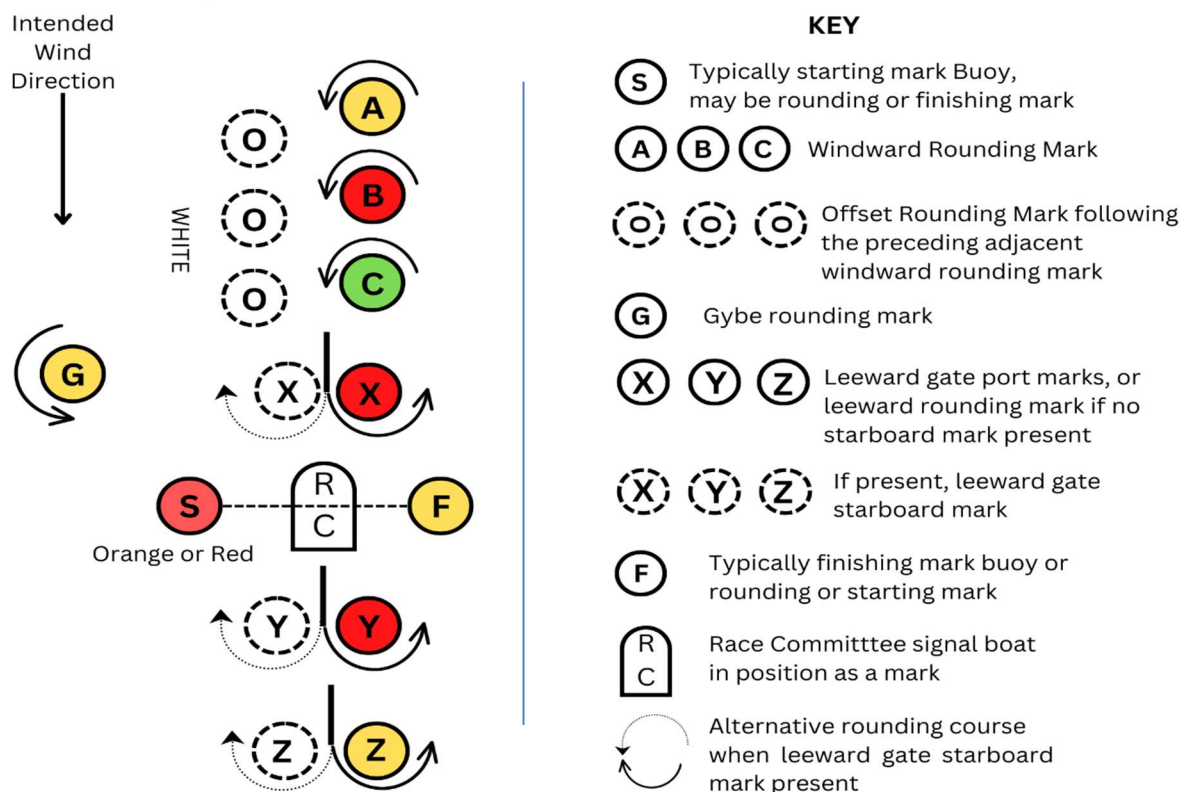 Intended
Wind
Direction
A
O
B
WHITE
O
C
O
G
X
X
S
R
C
F
Orange or Red
Y
Y
Z
Z
KEY
S
Typically starting mark Buoy,
may be rounding or finishing mark
A B C
Windward Rounding Mark
O O O
Offset Rounding Mark following
the preceding adjacent
windward rounding mark
G
Gybe rounding mark
X Y Z
Leeward gate port marks, or
leeward rounding mark if no
starboard mark present
X Y Z
If present, leeward gate
starboard mark
F
Typically finishing mark buoy or
rounding or starting mark
R
C
Race Committtee signal boat
in position as a mark
Alternative rounding course
when leeward gate starboard
mark present